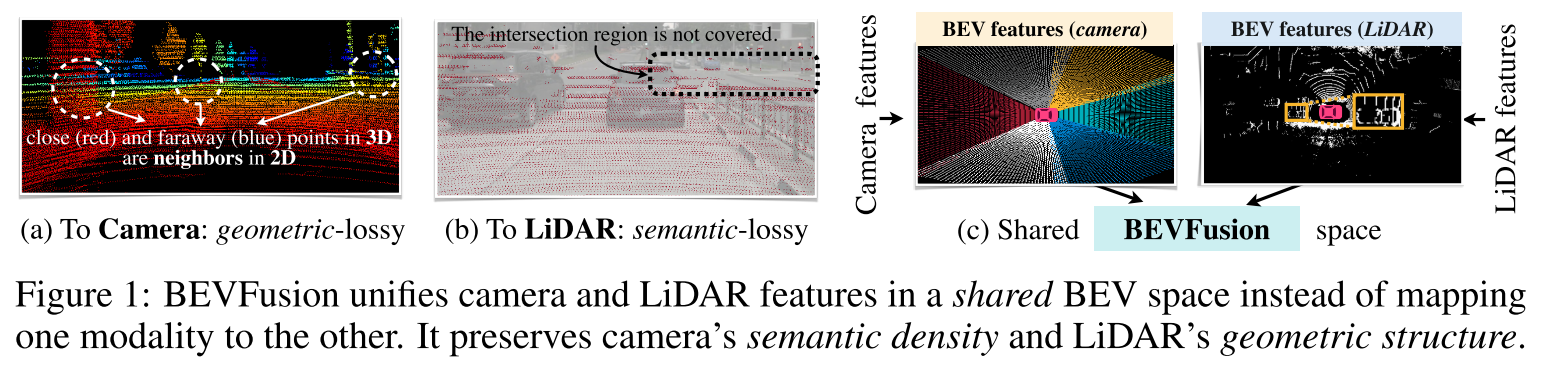 close (red) and faraway (blue) points in 3D
are neighbors in 2D
(a) To Camera: geometric-lossy
The intersection region is not covered.
(b) To LiDAR: semantic-lossy
Camera features
BEV features (camera)
BEV features (LiDAR)
LiDAR features
(c) Shared BEVFusion space
Figure 1: BEVFusion unifies camera and LiDAR features in a shared BEV space instead of mapping
one modality to the other. It preserves camera's semantic density and LiDAR's geometric structure.